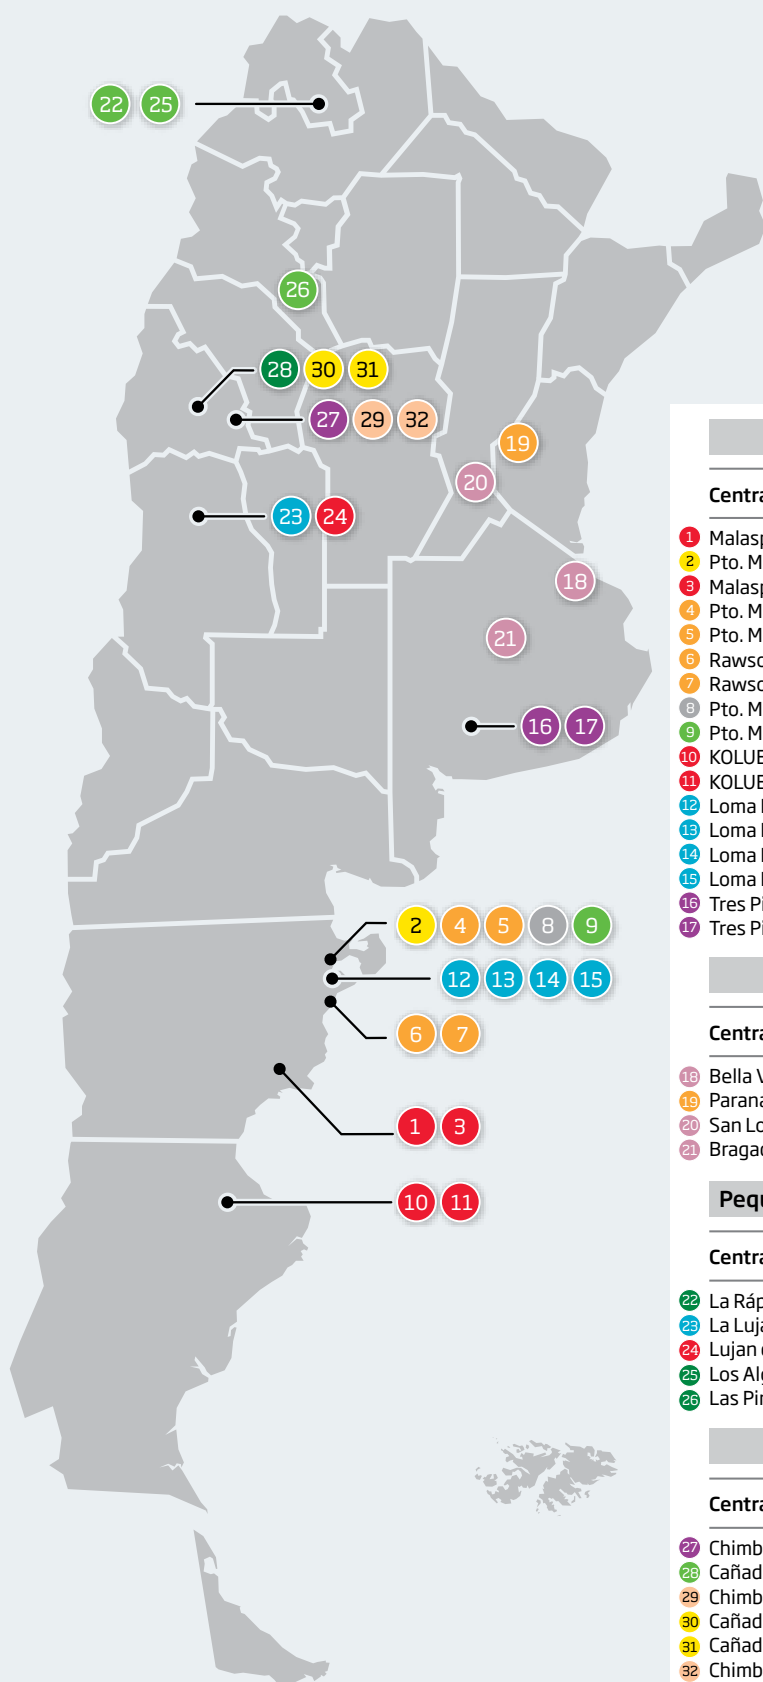 22 25
26
28 30 31
27 29 32
19
20
23 24
18
21
16 17
2 4 5 8 9
12 13 14 15
6 7
1 3
10 11
Centra
1 Malasp
2 Pto. M
3 Malasp
4 Pto. M
5 Pto. M
6 Rawso
7 Rawso
8 Pto. M
9 Pto. M
10 KOLUE
11 KOLUE
12 Loma
13 Loma
14 Loma
15 Loma
16 Tres Pi
17 Tres Pi
Centra
18 Bella V
19 Parana
20 San Lo
21 Bragad
Pequ
Centra
22 La Ráp
23 La Luja
24 Lujan
25 Los Alg
26 Las Pir
Centra
27 Chimb
28 Cañad
29 Chimb
30 Cañad
31 Cañad
32 Chimb